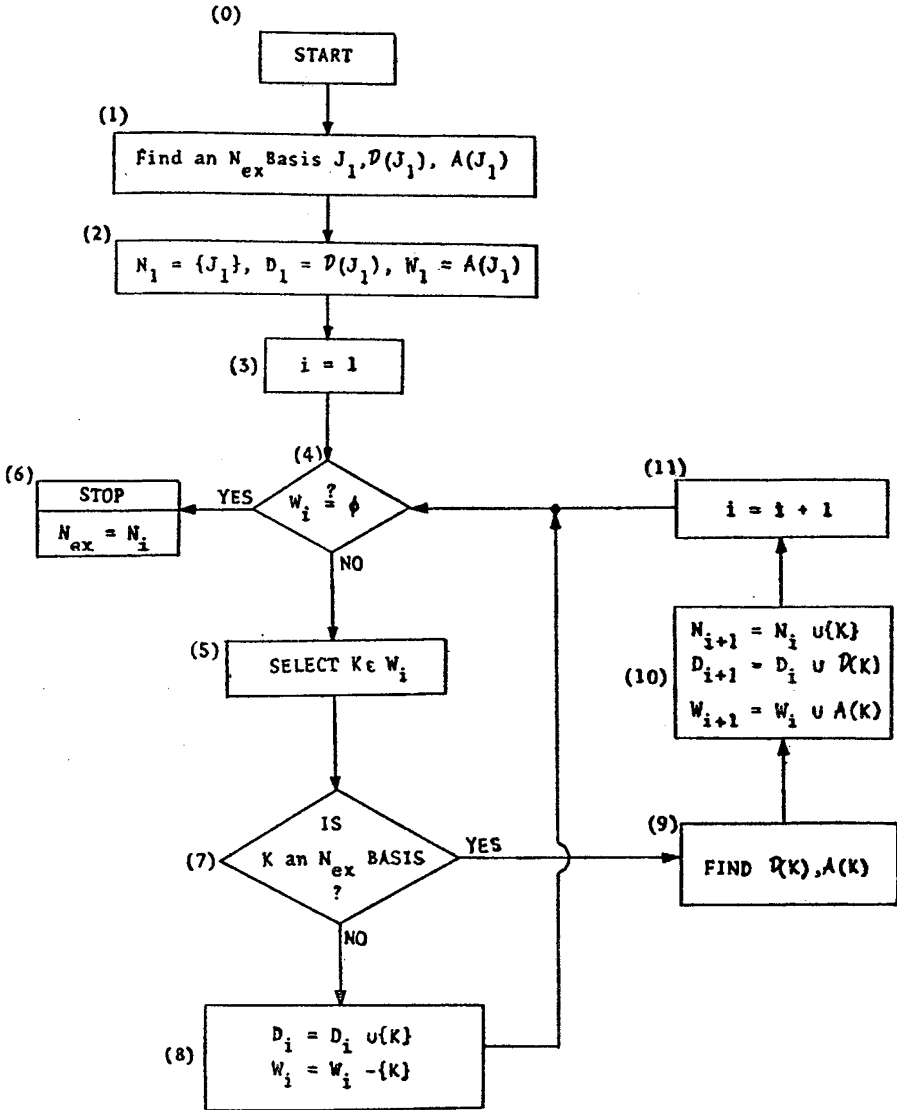 (0)
START
(1)
Find an N_ex Basis J_1, D(J_1), A(J_1)
(2)
N_1 = {J_1}, D_1 = D(J_1), W_1 = A(J_1)
(3)
i = 1
(4)
W_i ?= ϕ
YES
NO
(6)
STOP
N_ex = N_i
(5)
SELECT K ε W_i
(7)
IS
K an N_ex BASIS
?
YES
NO
(8)
D_i = D_i ∪{K}
W_i = W_i -{K}
(9)
FIND D(K), A(K)
(10)
N_i+1 = N_i ∪{K}
D_i+1 = D_i ∪ D(K)
W_i+1 = W_i ∪ A(K)
(11)
i = i + 1